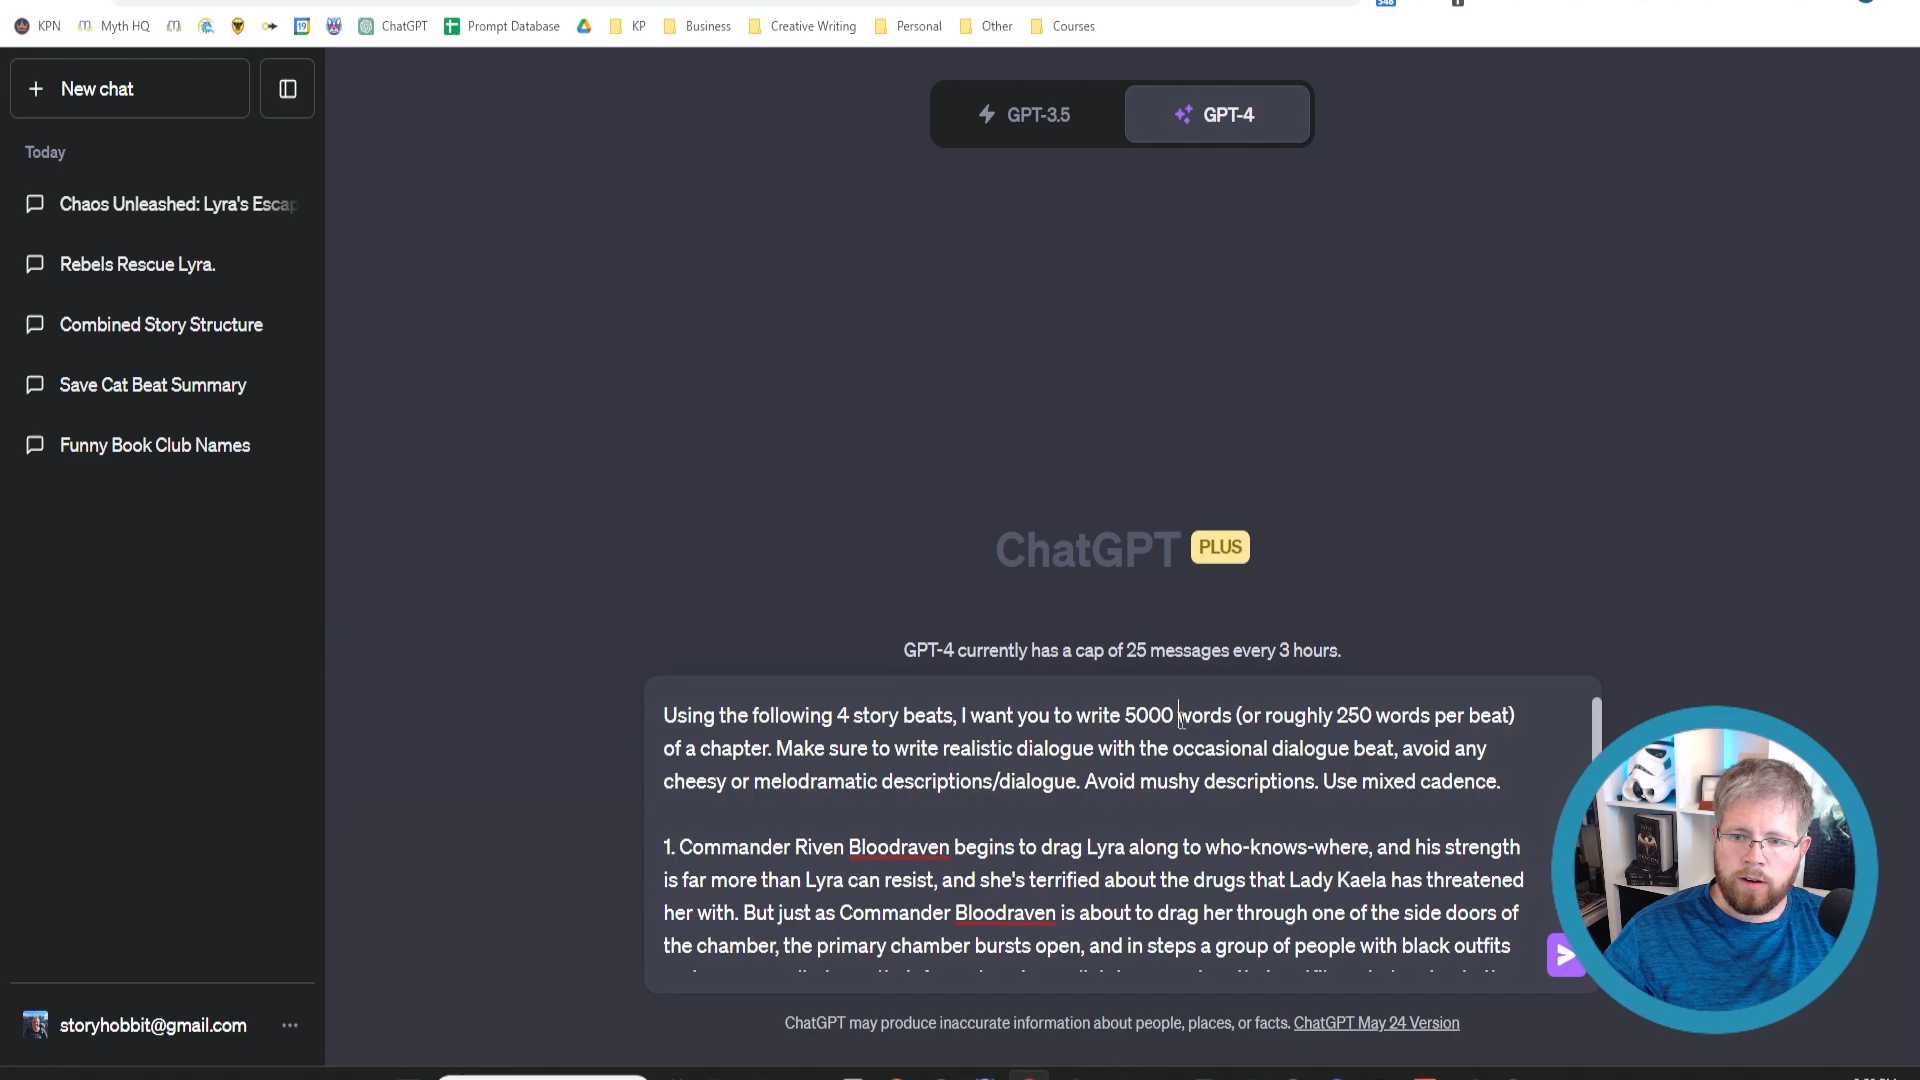 KPN Myth HQ ChatGPT Prompt Database KP Business Creative Writing Personal Other Courses
New chat
GPT-3.5 GPT-4
Today
Chaos Unleashed: Lyra's Escap
Rebels Rescue Lyra.
Combined Story Structure
Save Cat Beat Summary
Funny Book Club Names
ChatGPT PLUS
GPT-4 currently has a cap of 25 messages every 3 hours.
Using the following 4 story beats, I want you to write 5000 words (or roughly 250 words per beat)
of a chapter. Make sure to write realistic dialogue with the occasional dialogue beat, avoid any
cheesy or melodramatic descriptions/dialogue. Avoid mushy descriptions. Use mixed cadence.
1. Commander Riven Bloodraven begins to drag Lyra along to who-knows-where, and his strength
is far more than Lyra can resist, and she's terrified about the drugs that Lady Kaela has threatened
her with. But just as Commander Bloodraven is about to drag her through one of the side doors of
the chamber, the primary chamber bursts open, and in steps a group of people with black outfits
storyhobbit@gmail.com
ChatGPT may produce inaccurate information about people, places, or facts. ChatGPT May 24 Version